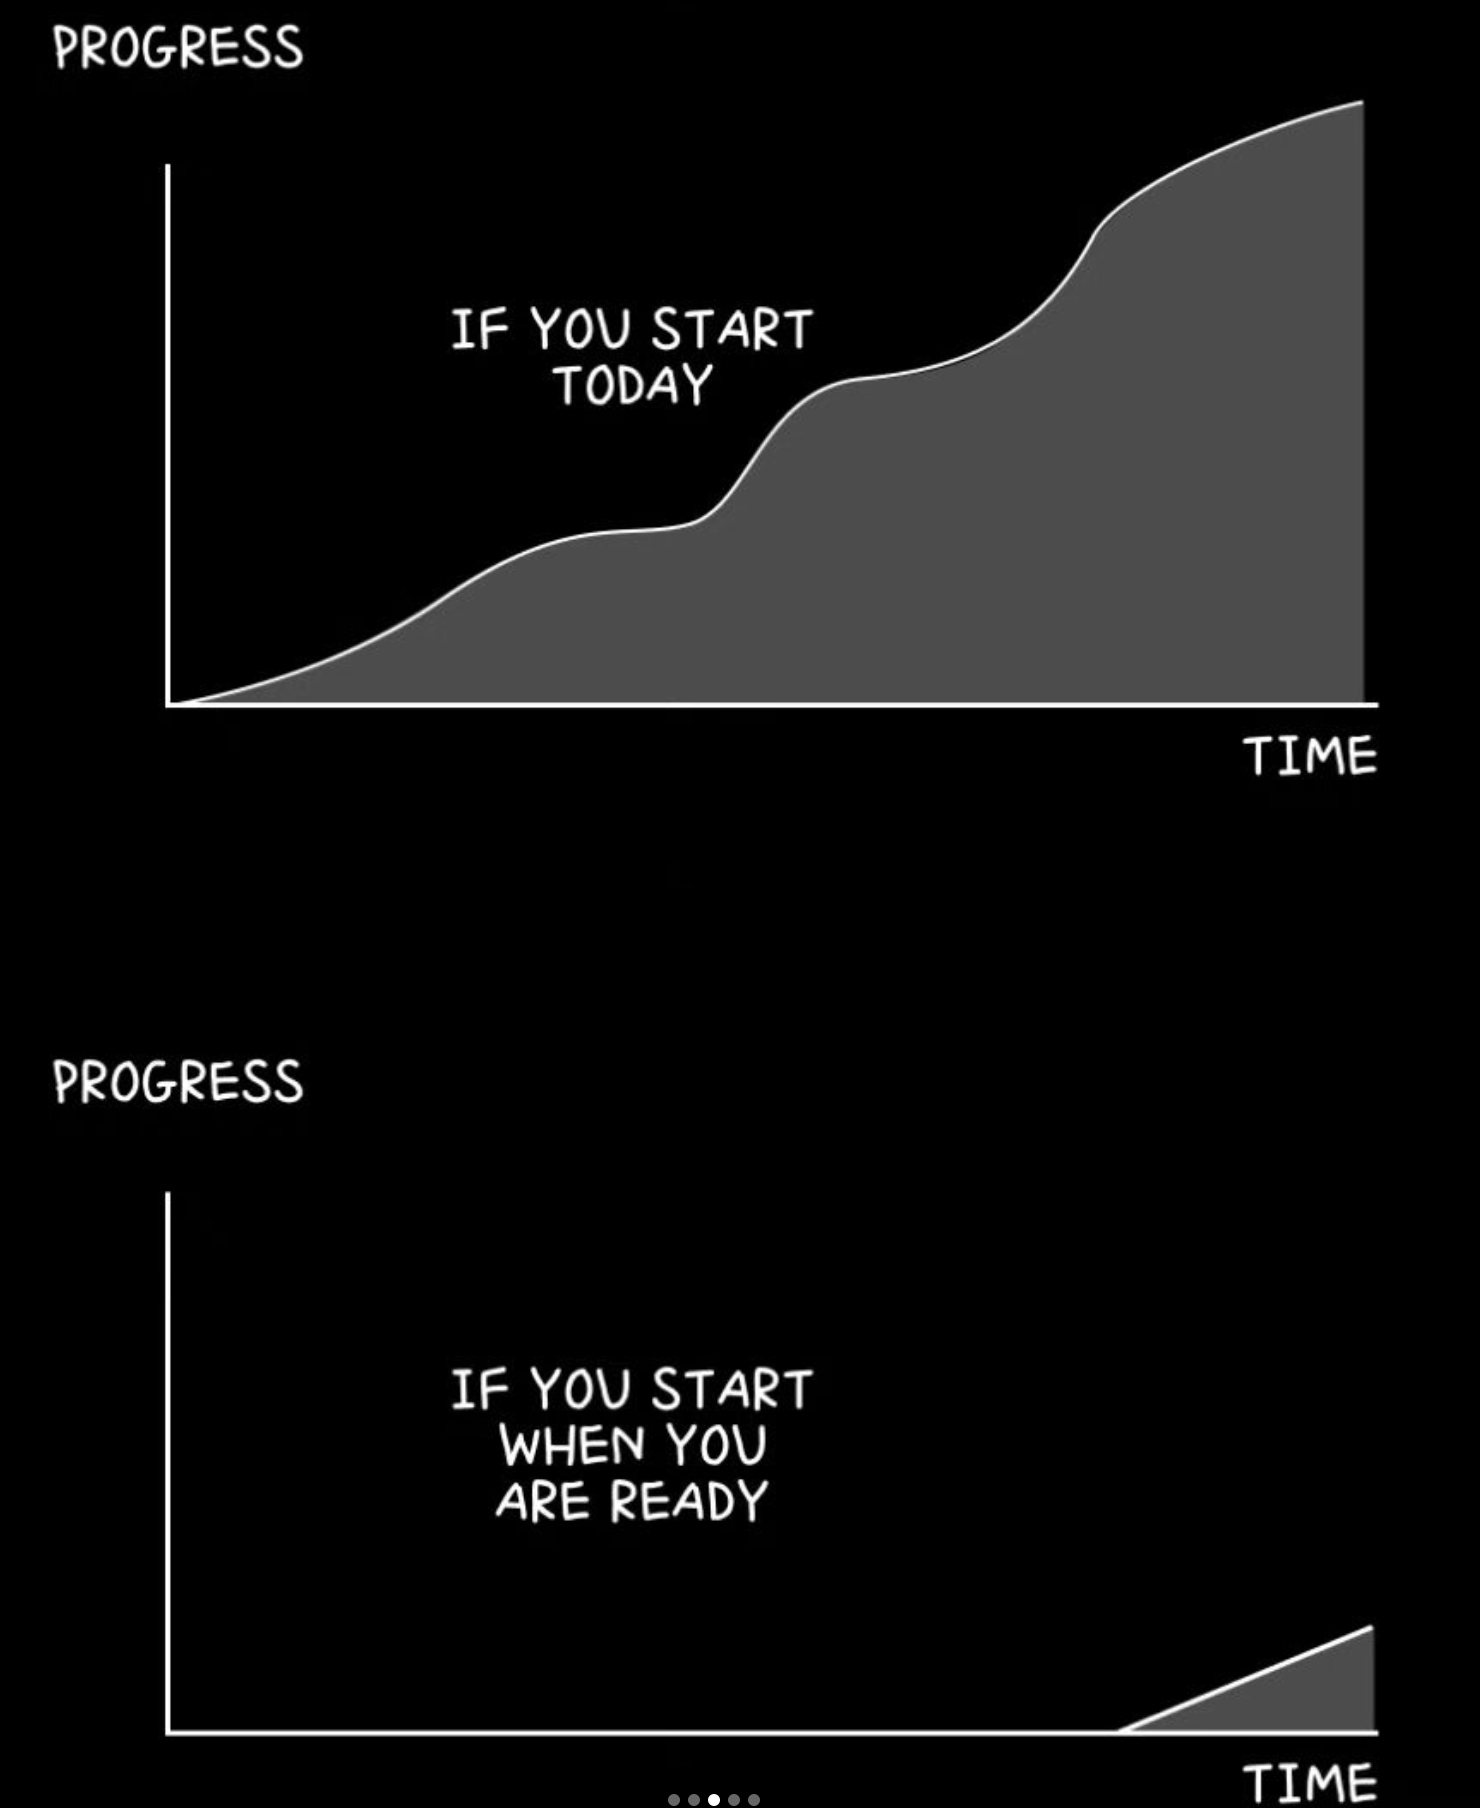 PROGRESS
IF YOU START
TODAY
TIME
PROGRESS
IF YOU START
WHEN YOU
ARE READY
TIME